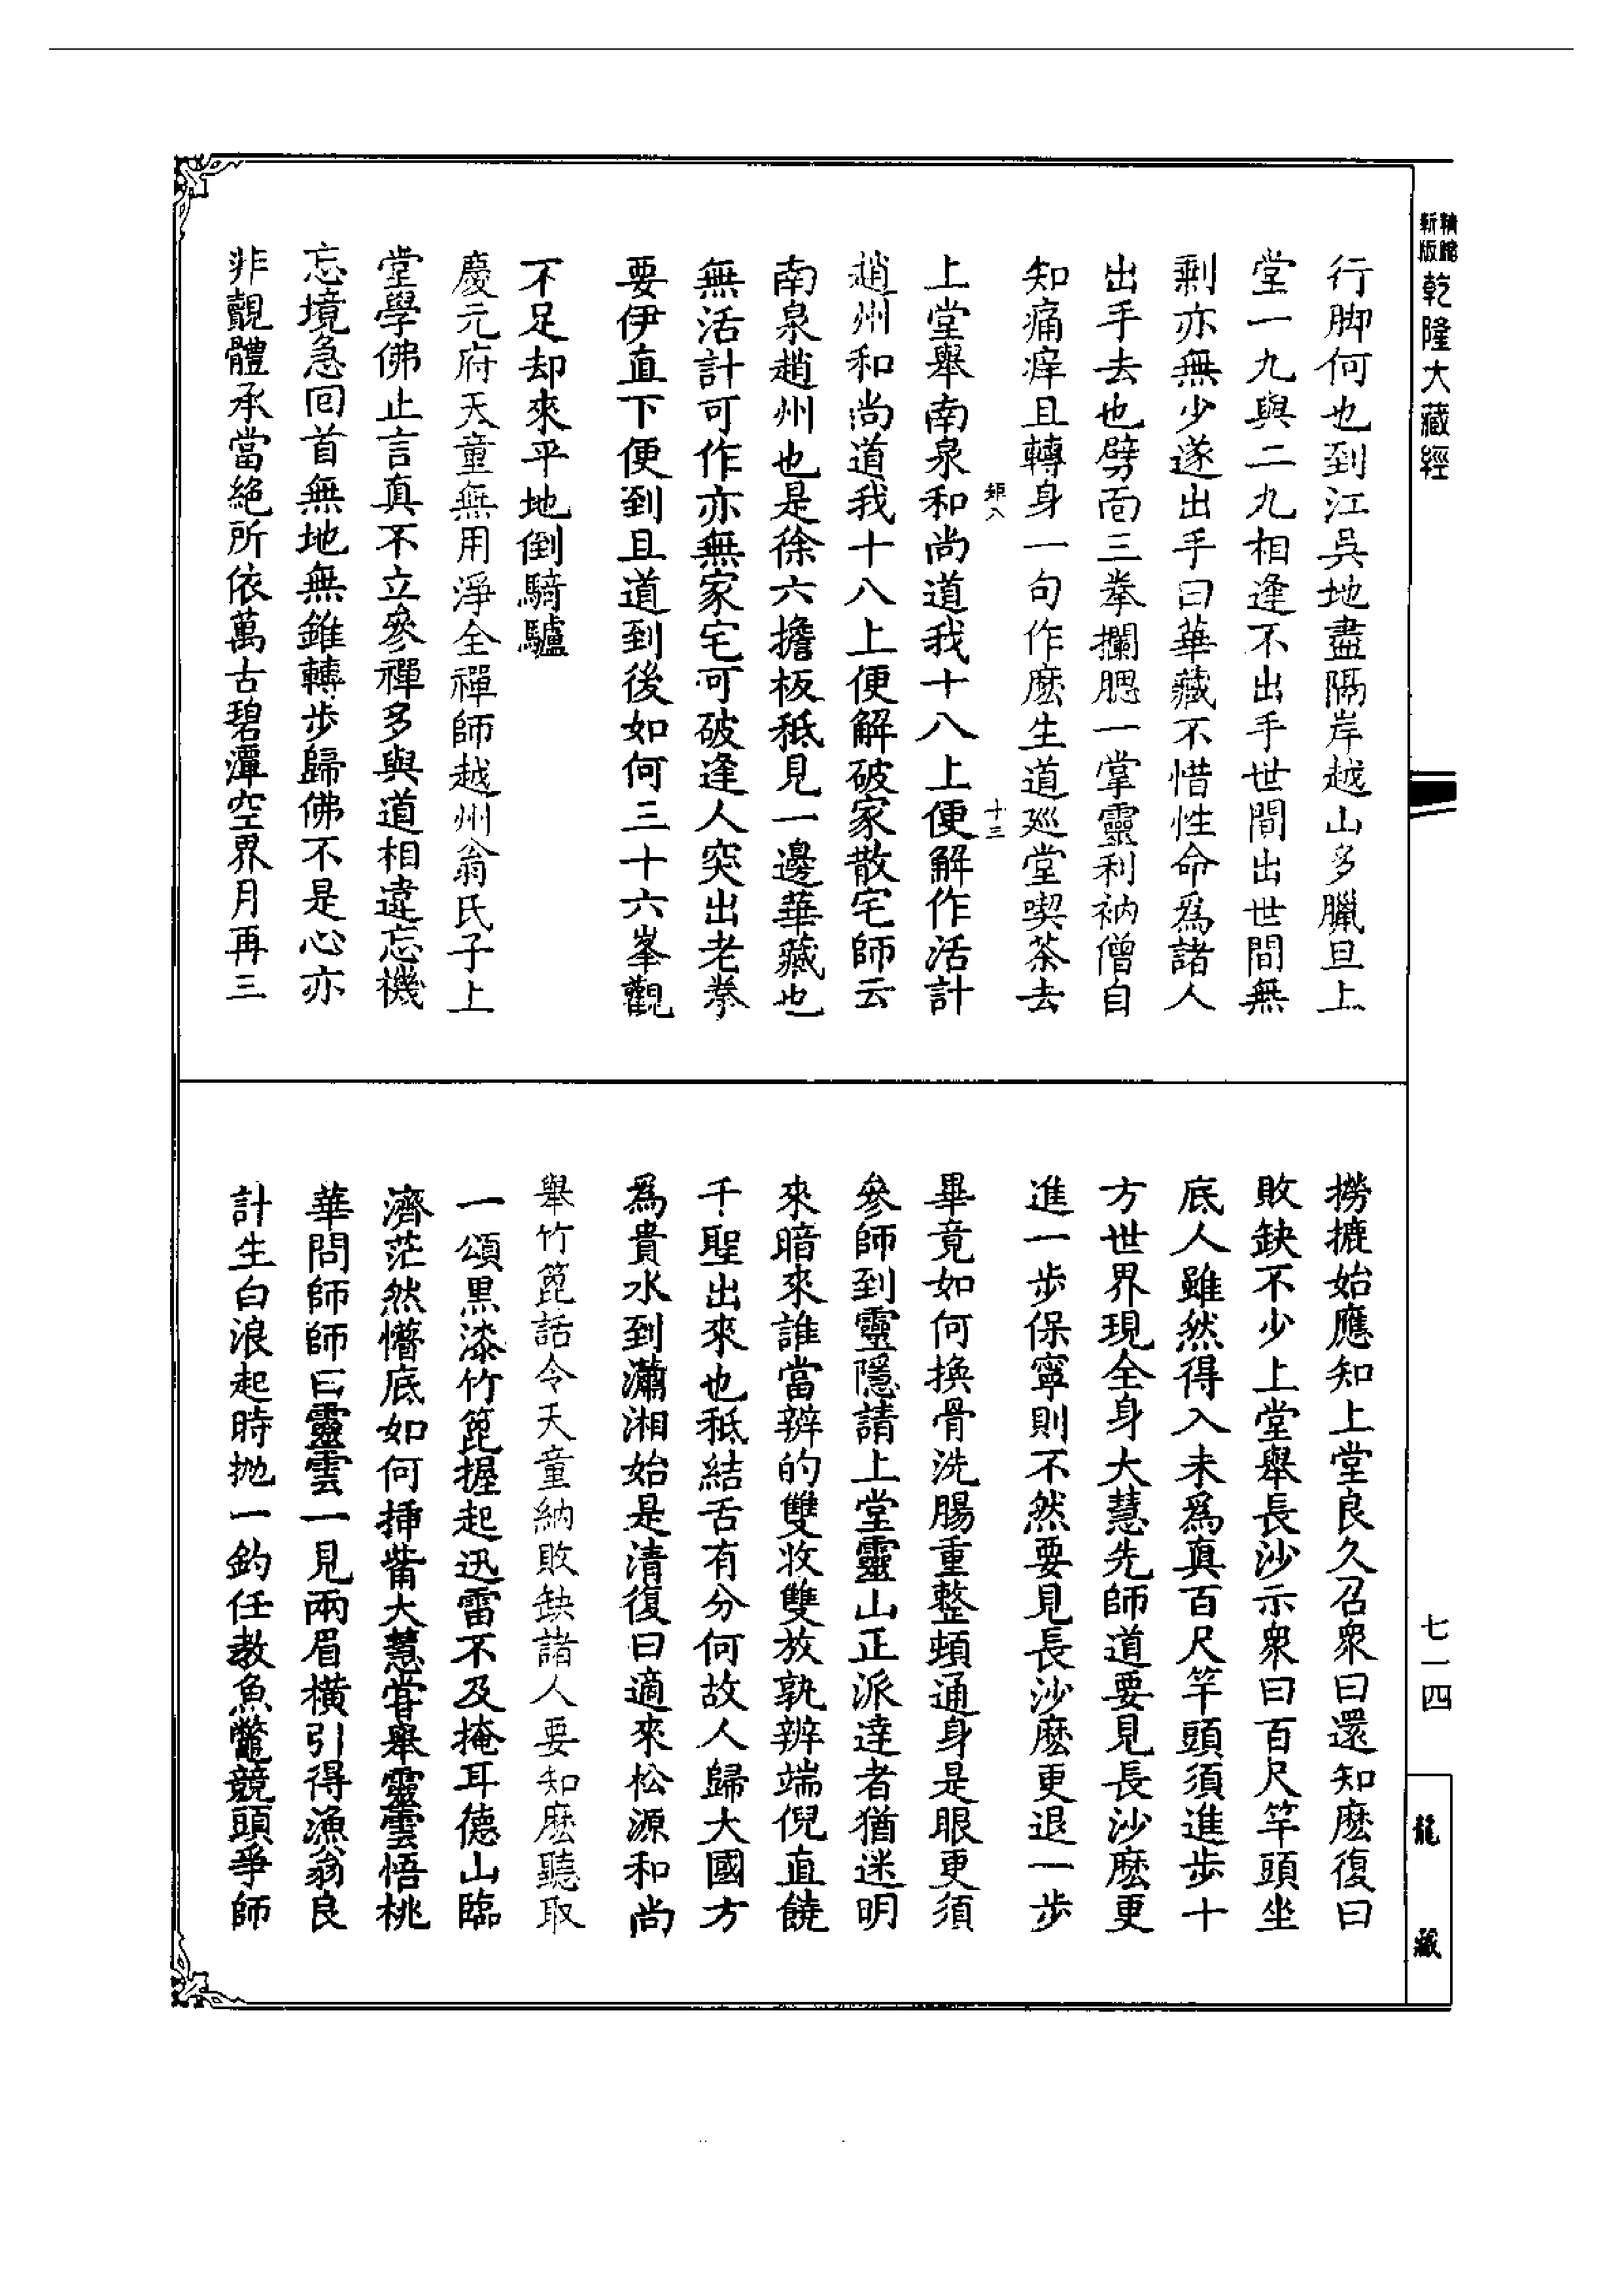 新版 精縮 乾隆大藏經
行脚何也到江吳地盡隔岸越山多臘旦上
堂一九與二九相逢不出手世間出世間無
剩亦無少遂出手曰華藏不惜性命爲諸人
出手去也劈面三拳攔腮一掌靈利衲僧自
知痛痒且轉身一句作麽生道廵堂喫茶去
矩八 十三
上堂舉南泉和尚道我十八上便解作活計
趙州和尚道我十八上便解破家散宅師云
南泉趙州也是徐六擔板秪見一邊華藏也
無活計可作亦無家宅可破逢人突出老拳
要伊直下便到且道到後如何三十六峯觀
不足却來平地倒騎驢
慶元府天童無用淨全禪師越州翁氏子上
堂學佛止言真不立參禪多與道相違忘機
忘境急回首無地無錐轉步歸佛不是心亦
非覿體承當絕所依萬古碧潭空界月再三
撈摝始應知上堂良久召衆曰還知麽復曰
敗缺不少上堂舉長沙示衆曰百尺竿頭坐
底人雖然得入未爲真百尺竿頭須進步十
方世界現全身大慧先師道要見長沙麽更
進一步保寧則不然要見長沙麽更退一步
畢竟如何換骨洗腸重整頓通身是眼更須
參師到靈隱請上堂靈山正派達者猶迷明
來暗來誰當辨的雙收雙放孰辨端倪直饒
千聖出來也秪結舌有分何故人歸大國方
爲貴水到瀟湘始是清復曰適來松源和尚
舉竹篦話令天童納敗缺諸人要知麽聽取
一頌黑漆竹篦握起迅雷不及掩耳德山臨
濟茫然懵底如何插觜大慧甞舉靈雲悟桃
華問師師曰靈雲一見兩眉橫引得漁翁良
計生白浪起時抛一釣任教魚鱉競頭爭師
七一四
龍藏